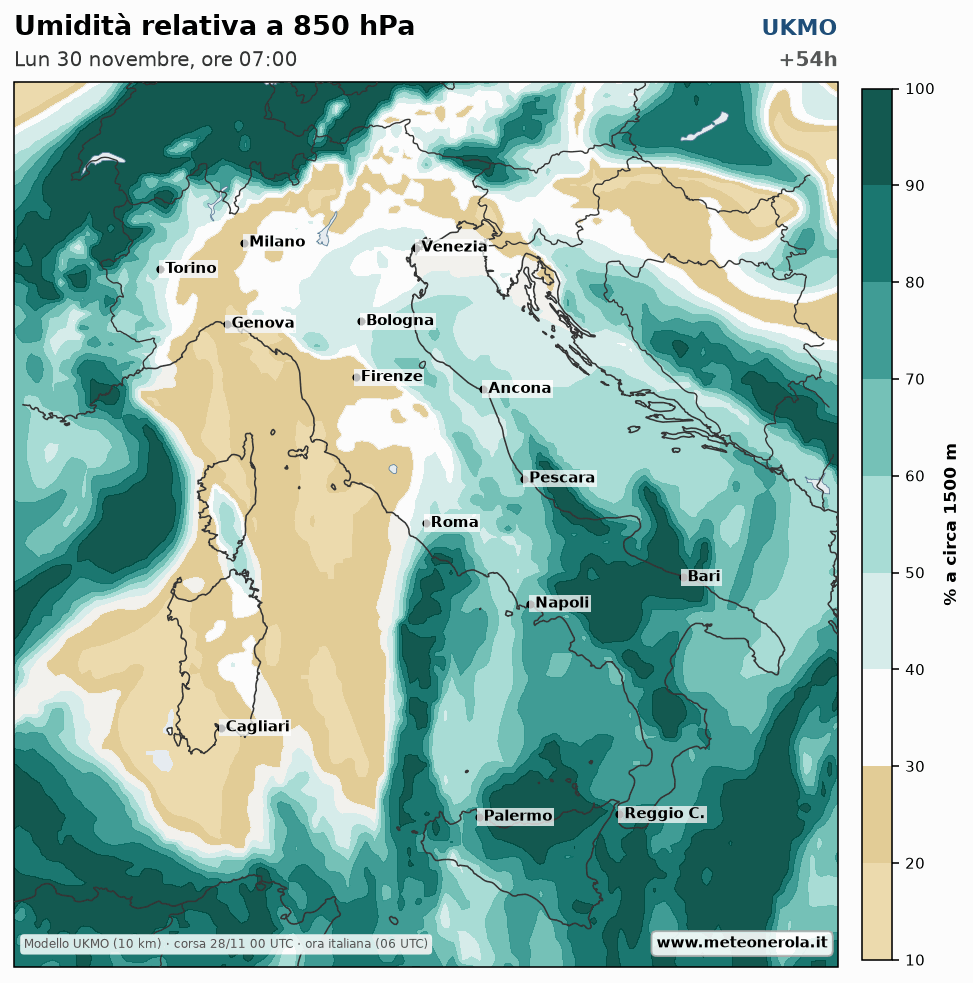 Umidità relativa a 850 hPa
UKMO
Lun 30 novembre, ore 07:00
+54h
Milano
Venezia
Torino
Genova
Bologna
Firenze
Ancona
Pescara
Roma
Bari
Napoli
Cagliari
Palermo
Reggio C.
100
90
80
70
60
50
40
30
20
10
% a circa 1500 m
Modello UKMO (10 km) · corsa 28/11 00 UTC · ora italiana (06 UTC)
www.meteonerola.it